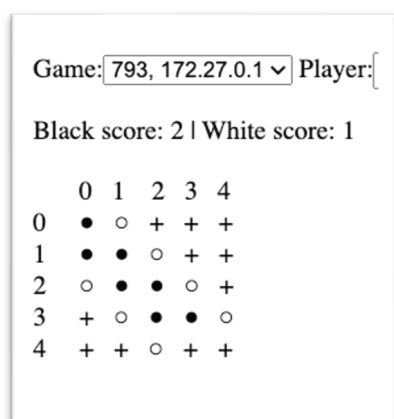 Game: 793, 172.27.0.1 Player:
Black score: 2 | White score: 1
0 1 2 3 4
0 ● ○ + + +
1 ● ● ○ + +
2 ○ ● ● ○ +
3 + ○ ● ● ○
4 + + ○ + +